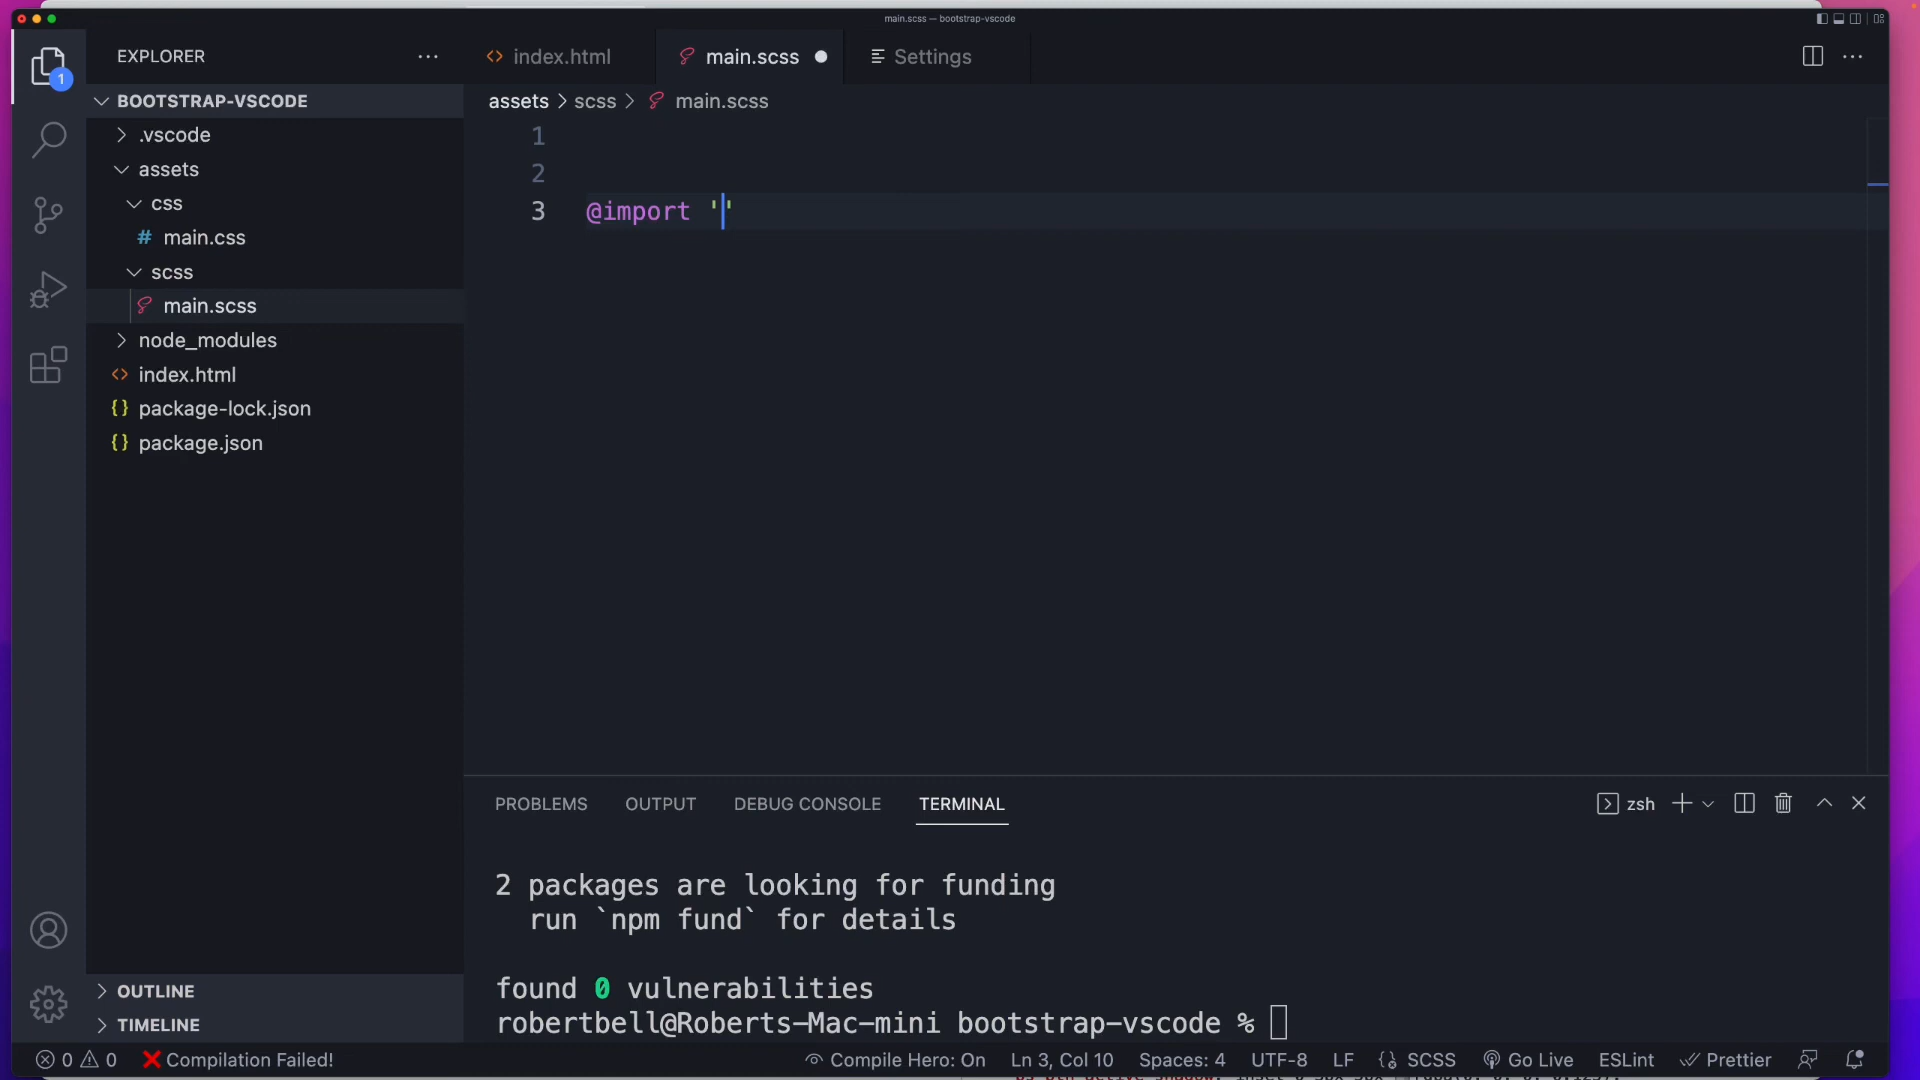 main.scss — bootstrap-vscode
EXPLORER
index.html
main.scss
Settings
1
BOOTSTRAP-VSCODE
assets > scss > main.scss
.vscode
1
assets
2
css
3 @import ''
# main.css
scss
main.scss
node_modules
index.html
{} package-lock.json
{} package.json
PROBLEMS OUTPUT DEBUG CONSOLE TERMINAL
zsh
2 packages are looking for funding
run `npm fund` for details
found 0 vulnerabilities
robertbell@Roberts-Mac-mini bootstrap-vscode %
OUTLINE
TIMELINE
0 0 ❌ Compilation Failed!
Compile Hero: On Ln 3, Col 10 Spaces: 4 UTF-8 LF SCSS Go Live ESLint Prettier